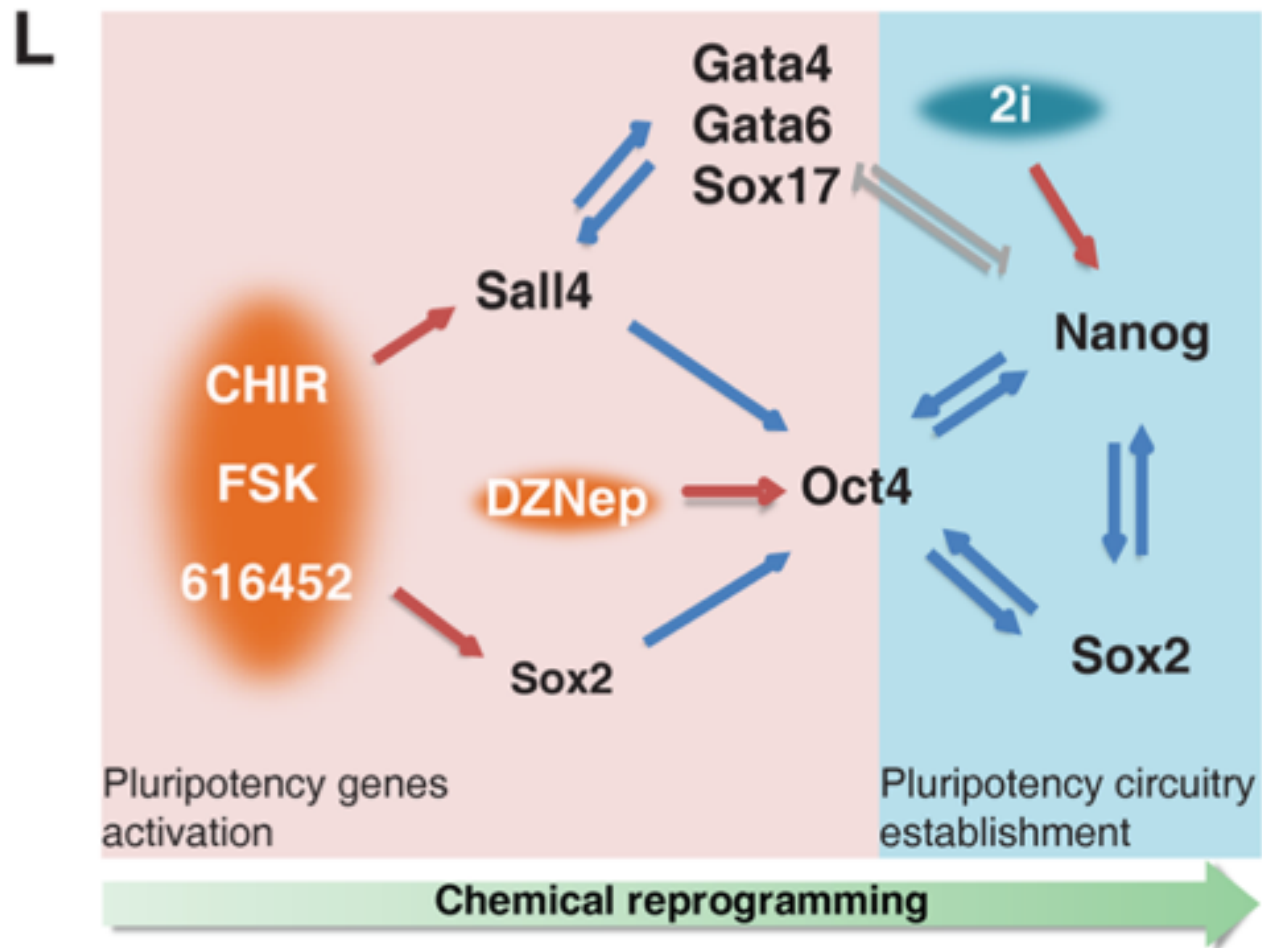 L
Gata4
Gata6
Sox17
2i
Sall4
Nanog
CHIR
FSK
616452
DZNep
Oct4
Sox2
Sox2
Pluripotency genes
activation
Pluripotency circuitry
establishment
Chemical reprogramming